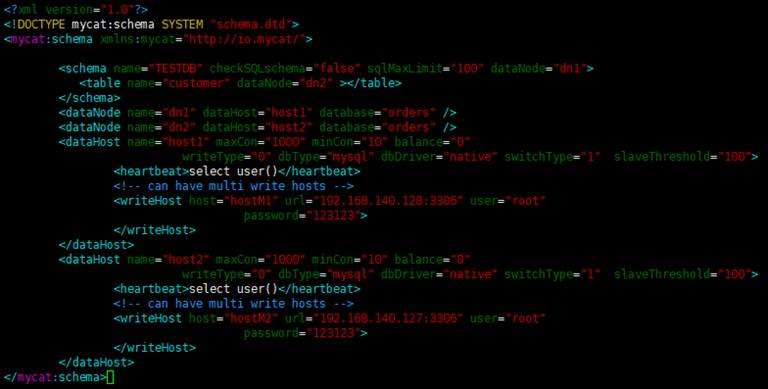 <?xml version="1.0"?>
<!DOCTYPE mycat:schema SYSTEM "schema.dtd">
<mycat:schema xmlns:mycat="http://io.mycat/">
<schema name="TESTDB" checkSQLschema="false" sqlMaxLimit="100" dataNode="dn1">
<table name="customer" dataNode="dn2" ></table>
</schema>
<dataNode name="dn1" dataHost="host1" database="orders" />
<dataNode name="dn2" dataHost="host2" database="orders" />
<dataHost name="host1" maxCon="1000" minCon="10" balance="0"
writeType="0" dbType="mysql" dbDriver="native" switchType="1" slaveThreshold="100">
<heartbeat>select user()</heartbeat>
<!-- can have multi write hosts -->
<writeHost host="hostM1" url="192.168.140.128:3306" user="root"
password="123123">
</writeHost>
</dataHost>
<dataHost name="host2" maxCon="1000" minCon="10" balance="0"
writeType="0" dbType="mysql" dbDriver="native" switchType="1" slaveThreshold="100">
<heartbeat>select user()</heartbeat>
<!-- can have multi write hosts -->
<writeHost host="hostM2" url="192.168.140.127:3306" user="root"
password="123123">
</writeHost>
</dataHost>
</mycat:schema>